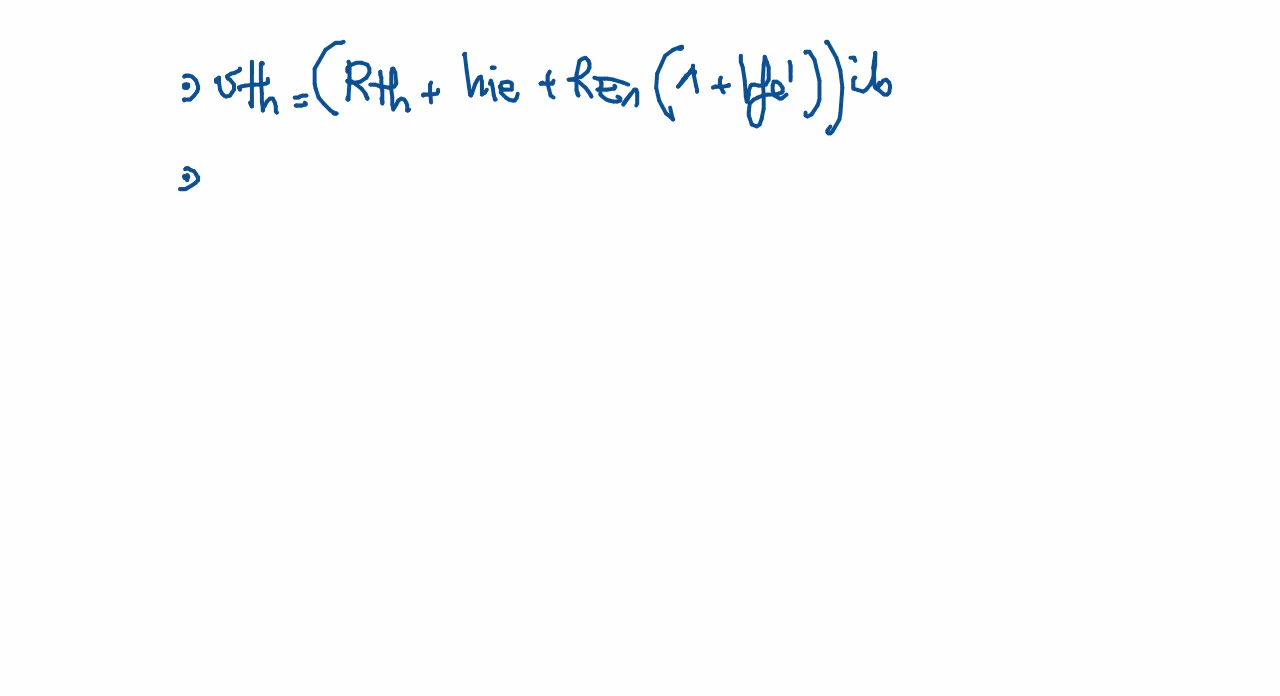 ⇒ vth = (Rth + hie + RE1 (1 + hfe')) ib
⇒